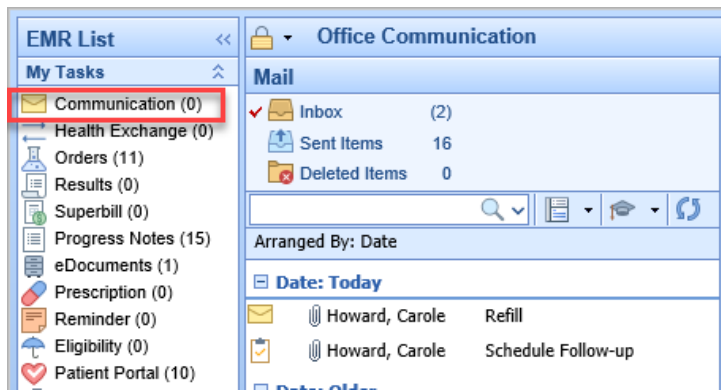 EMR List <<
My Tasks
Communication (0)
Health Exchange (0)
Orders (11)
Results (0)
Superbill (0)
Progress Notes (15)
eDocuments (1)
Prescription (0)
Reminder (0)
Eligibility (0)
Patient Portal (10)
Office Communication
Mail
Inbox (2)
Sent Items 16
Deleted Items 0
Arranged By: Date
Date: Today
Howard, Carole Refill
Howard, Carole Schedule Follow-up
Date: Older